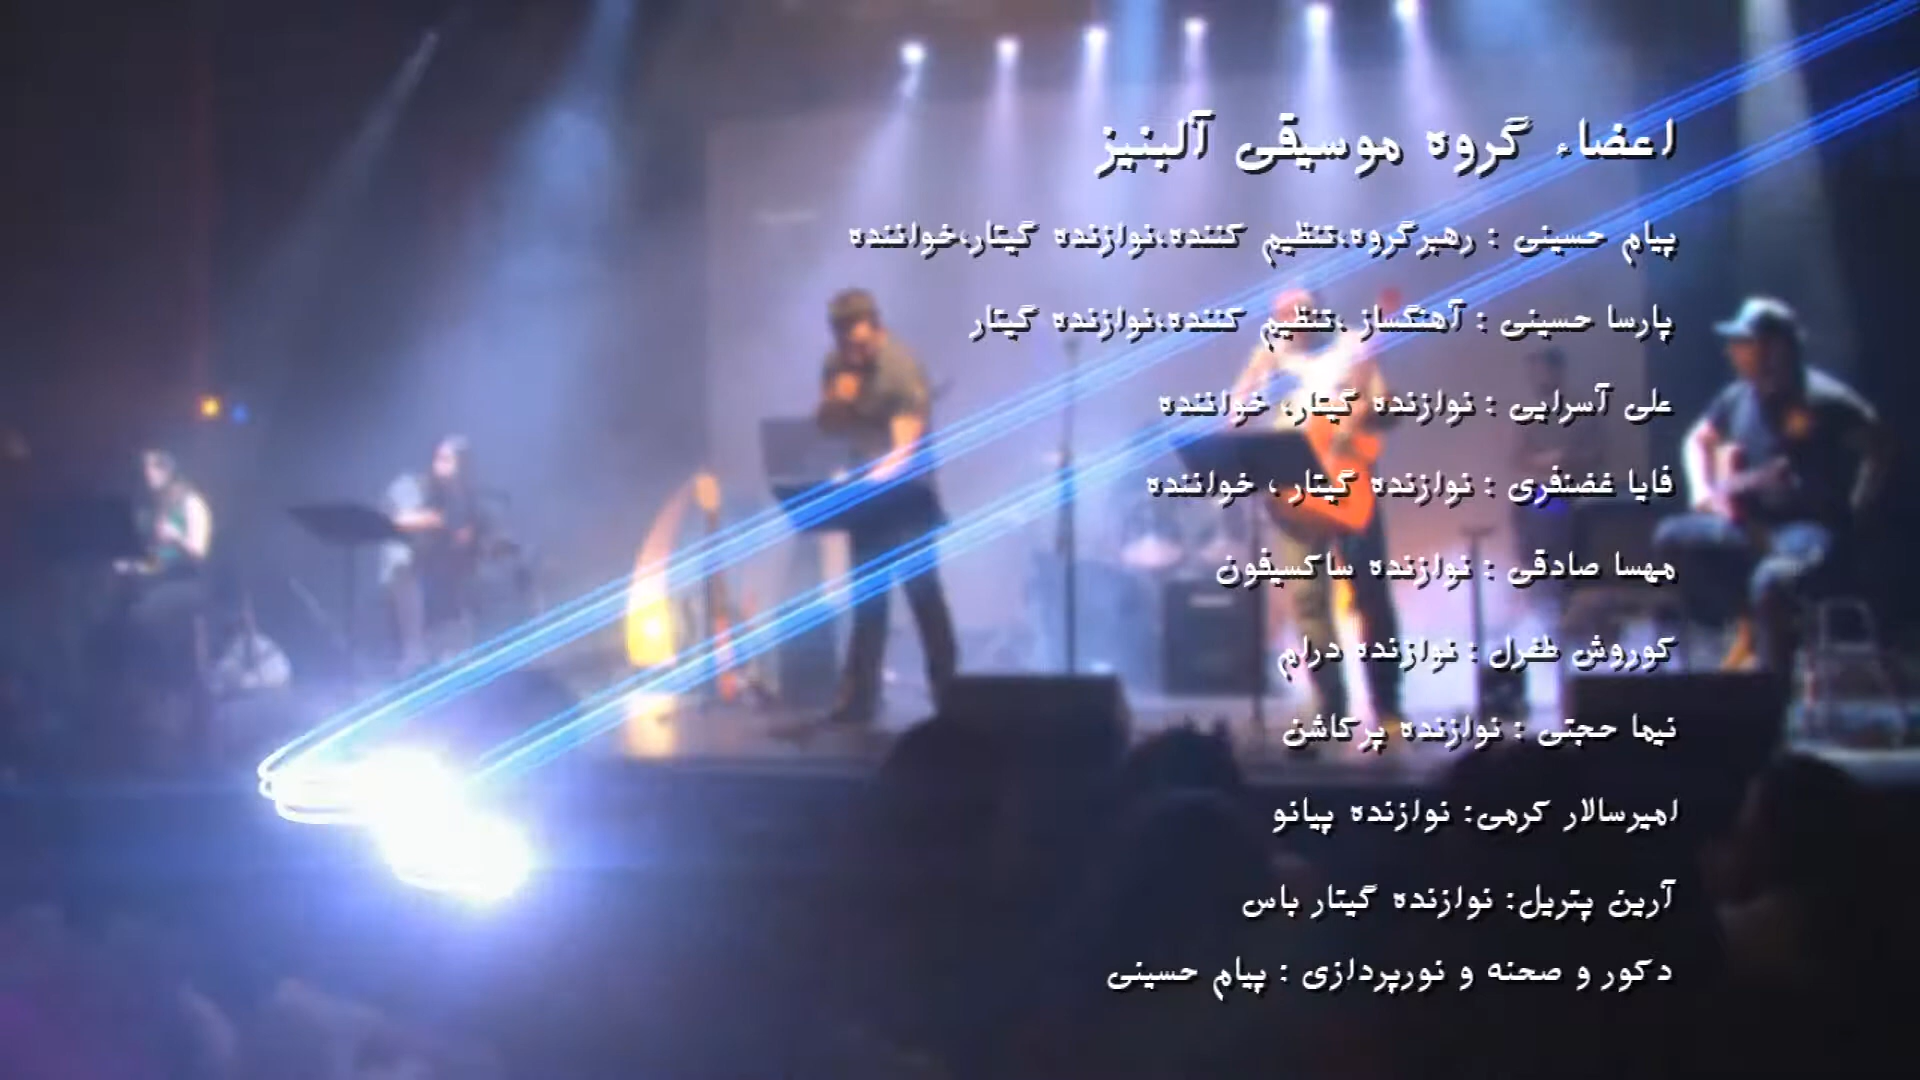 اعضاء گروه موسیقی آلبنیز
پیام حسینی : رهبرگروه،تنظیم کننده،نوازنده گیتار،خواننده
پارسا حسینی : آهنگساز ،تنظیم کننده،نوازنده گیتار
علی آسرایی : نوازنده گیتار، خواننده
فایا غضنفری : نوازنده گیتار ، خواننده
مهسا صادقی : نوازنده ساکسیفون
کوروش طغرل : نوازنده درام
نیما حجتی : نوازنده پرکاشن
امیرسالار کرمی: نوازنده پیانو
آرین پتریل: نوازنده گیتار باس
دکور و صحنه و نورپردازی : پیام حسینی